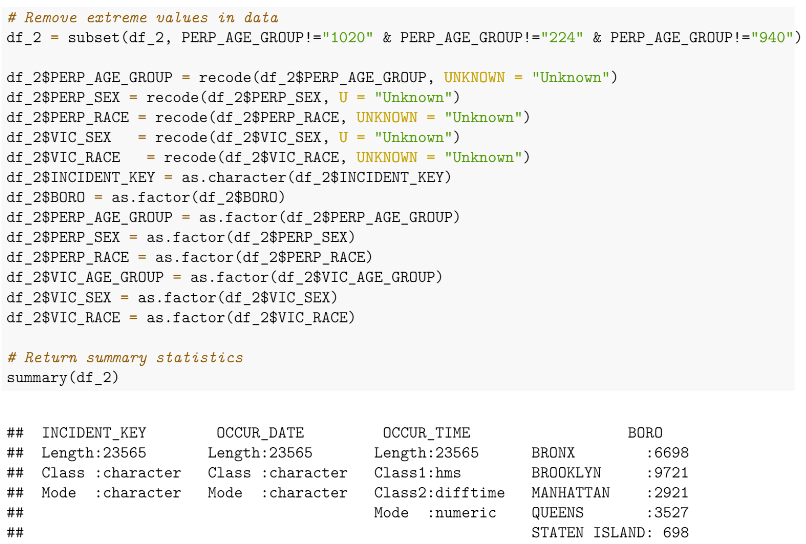 # Remove extreme values in data
df_2 = subset(df_2, PERP_AGE_GROUP!="1020" & PERP_AGE_GROUP!="224" & PERP_AGE_GROUP!="940")
df_2$PERP_AGE_GROUP = recode(df_2$PERP_AGE_GROUP, UNKNOWN = "Unknown")
df_2$PERP_SEX = recode(df_2$PERP_SEX, U = "Unknown")
df_2$PERP_RACE = recode(df_2$PERP_RACE, UNKNOWN = "Unknown")
df_2$VIC_SEX   = recode(df_2$VIC_SEX, U = "Unknown")
df_2$VIC_RACE   = recode(df_2$VIC_RACE, UNKNOWN = "Unknown")
df_2$INCIDENT_KEY = as.character(df_2$INCIDENT_KEY)
df_2$BORO = as.factor(df_2$BORO)
df_2$PERP_AGE_GROUP = as.factor(df_2$PERP_AGE_GROUP)
df_2$PERP_SEX = as.factor(df_2$PERP_SEX)
df_2$PERP_RACE = as.factor(df_2$PERP_RACE)
df_2$VIC_AGE_GROUP = as.factor(df_2$VIC_AGE_GROUP)
df_2$VIC_SEX = as.factor(df_2$VIC_SEX)
df_2$VIC_RACE = as.factor(df_2$VIC_RACE)
# Return summary statistics
summary(df_2)
##  INCIDENT_KEY        OCCUR_DATE         OCCUR_TIME                  BORO
##  Length:23565       Length:23565       Length:23565      BRONX        :6698
##  Class :character   Class :character   Class1:hms        BROOKLYN     :9721
##  Mode  :character   Mode  :character   Class2:difftime   MANHATTAN    :2921
##                                        Mode  :numeric    QUEENS       :3527
##                                                          STATEN ISLAND: 698